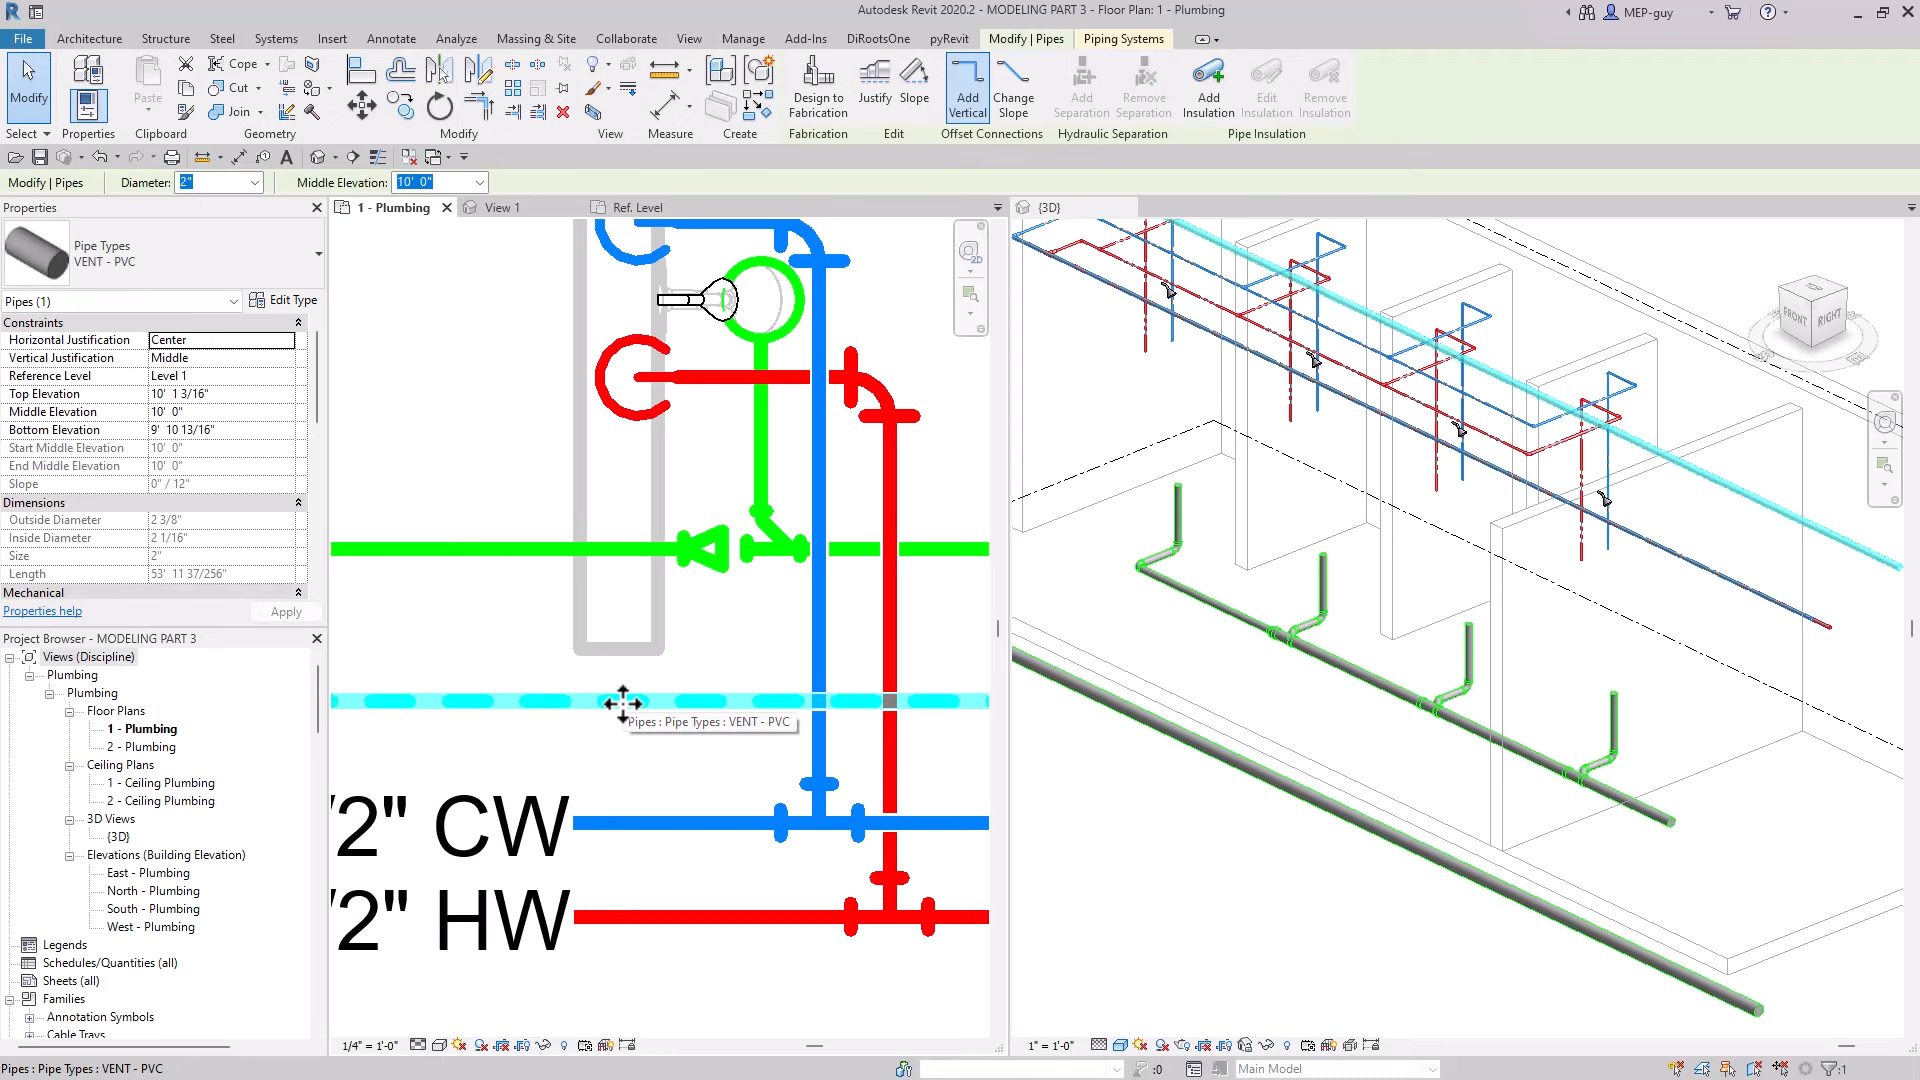 Autodesk Revit 2020.2 - MODELING PART 3 - Floor Plan: 1 - Plumbing
MEP-guy
File Architecture Structure Steel Systems Insert Annotate Analyze Massing & Site Collaborate View Manage Add-Ins DiRootsOne pyRevit Modify | Pipes Piping Systems
Modify
Paste
Cope
Cut
Join
Design to Fabrication
Justify Slope
Add Vertical
Change Slope
Add Separation
Remove Separation
Add Insulation
Edit Insulation
Remove Insulation
Select Properties Clipboard Geometry Modify View Measure Create Fabrication Edit Offset Connections Hydraulic Separation Pipe Insulation
Modify | Pipes Diameter: 2" Middle Elevation: 10' 0"
Properties
1 - Plumbing View 1 Ref. Level {3D}
Pipe Types
VENT - PVC
Pipes (1) Edit Type
Constraints
Horizontal Justification Center
Vertical Justification Middle
Reference Level Level 1
Top Elevation 10' 1 3/16"
Middle Elevation 10' 0"
Bottom Elevation 9' 10 13/16"
Start Middle Elevation 10' 0"
End Middle Elevation 10' 0"
Slope 0" / 12"
Dimensions
Outside Diameter 2 3/8"
Inside Diameter 2 1/16"
Size 2"
Length 53' 11 37/256"
Mechanical
Properties help Apply
Project Browser - MODELING PART 3
Views (Discipline)
Plumbing
Plumbing
Floor Plans
1 - Plumbing
2 - Plumbing
Ceiling Plans
1 - Ceiling Plumbing
2 - Ceiling Plumbing
3D Views
{3D}
Elevations (Building Elevation)
East - Plumbing
North - Plumbing
South - Plumbing
West - Plumbing
Legends
Schedules/Quantities (all)
Sheets (all)
Families
Annotation Symbols
Cable Trays
2D
Pipes : Pipe Types : VENT - PVC
/2" CW
/2" HW
TOP
FRONT
RIGHT
1/4" = 1'-0"
1" = 1'-0"
Pipes : Pipe Types : VENT - PVC
:0
Main Model
:1